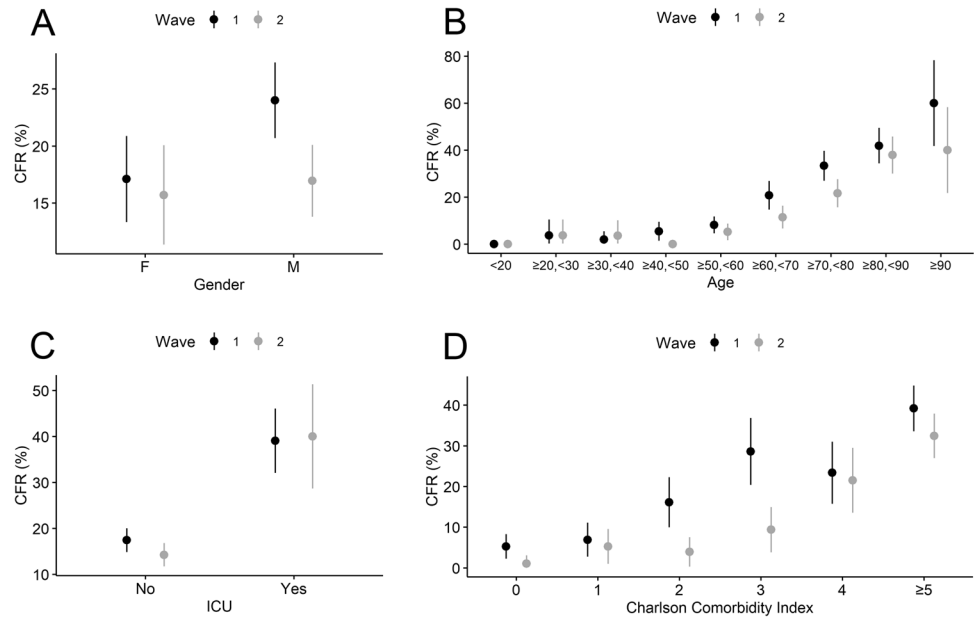 A
Wave 1 2
CFR (%)
25
20
15
F M
Gender
B
Wave 1 2
CFR (%)
80
60
40
20
0
<20 ≥20,<30 ≥30,<40 ≥40,<50 ≥50,<60 ≥60,<70 ≥70,<80 ≥80,<90 ≥90
Age
C
Wave 1 2
CFR (%)
50
40
30
20
10
No Yes
ICU
D
Wave 1 2
CFR (%)
40
30
20
10
0
0 1 2 3 4 ≥5
Charlson Comorbidity Index